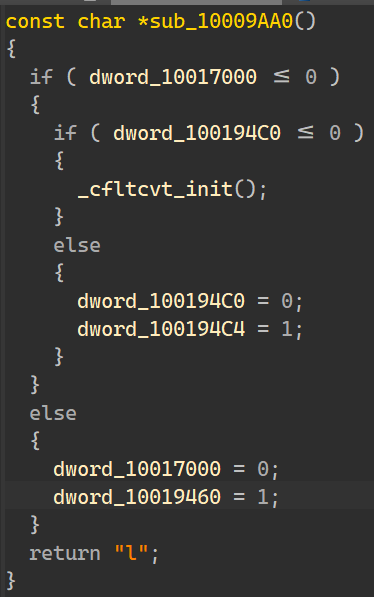 const char *sub_10009AA0()
{
  if ( dword_10017000 ≤ 0 )
  {
    if ( dword_100194C0 ≤ 0 )
    {
      _cfltcvt_init();
    }
    else
    {
      dword_100194C0 = 0;
      dword_100194C4 = 1;
    }
  }
  else
  {
    dword_10017000 = 0;
    dword_10019460 = 1;
  }
  return "l";
}